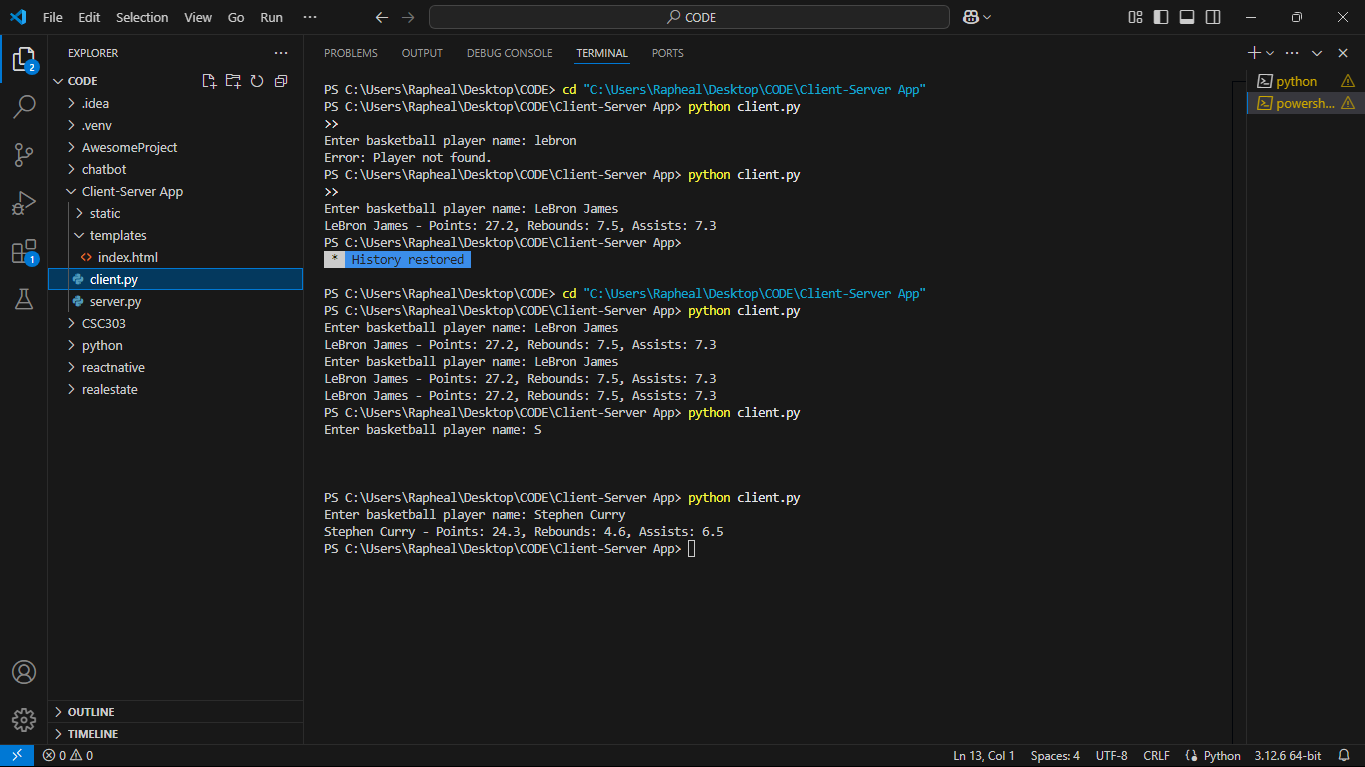 File Edit Selection View Go Run ··· CODE
EXPLORER ···
CODE
.idea
.venv
AwesomeProject
chatbot
Client-Server App
static
templates
<> index.html
client.py
server.py
CSC303
python
reactnative
realestate
OUTLINE
TIMELINE
2
1
PROBLEMS OUTPUT DEBUG CONSOLE TERMINAL PORTS
PS C:\Users\Rapheal\Desktop\CODE> cd "C:\Users\Rapheal\Desktop\CODE\Client-Server App"
PS C:\Users\Rapheal\Desktop\CODE\Client-Server App> python client.py
>>
Enter basketball player name: lebron
Error: Player not found.
PS C:\Users\Rapheal\Desktop\CODE\Client-Server App> python client.py
>>
Enter basketball player name: LeBron James
LeBron James - Points: 27.2, Rebounds: 7.5, Assists: 7.3
PS C:\Users\Rapheal\Desktop\CODE\Client-Server App>
* History restored
PS C:\Users\Rapheal\Desktop\CODE> cd "C:\Users\Rapheal\Desktop\CODE\Client-Server App"
PS C:\Users\Rapheal\Desktop\CODE\Client-Server App> python client.py
Enter basketball player name: LeBron James
LeBron James - Points: 27.2, Rebounds: 7.5, Assists: 7.3
Enter basketball player name: LeBron James
LeBron James - Points: 27.2, Rebounds: 7.5, Assists: 7.3
LeBron James - Points: 27.2, Rebounds: 7.5, Assists: 7.3
PS C:\Users\Rapheal\Desktop\CODE\Client-Server App> python client.py
Enter basketball player name: S
PS C:\Users\Rapheal\Desktop\CODE\Client-Server App> python client.py
Enter basketball player name: Stephen Curry
Stephen Curry - Points: 24.3, Rebounds: 4.6, Assists: 6.5
PS C:\Users\Rapheal\Desktop\CODE\Client-Server App>
python
powersh...
0 0 Ln 13, Col 1 Spaces: 4 UTF-8 CRLF Python 3.12.6 64-bit